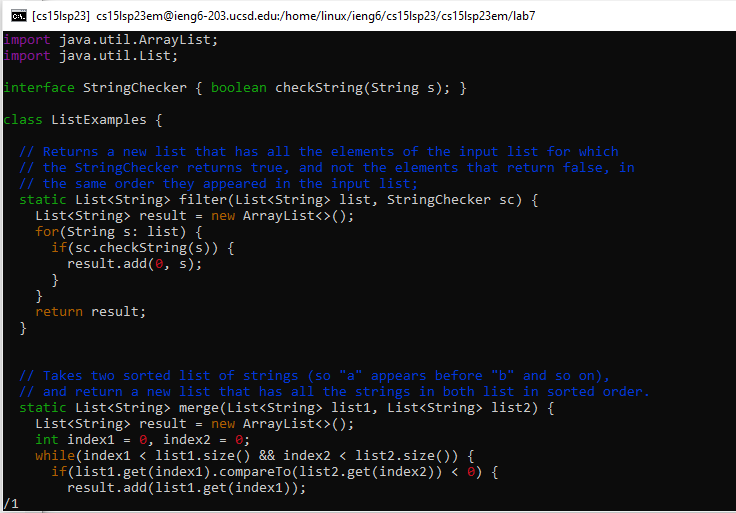 [cs15lsp23] cs15lsp23em@ieng6-203.ucsd.edu:/home/linux/ieng6/cs15lsp23/cs15lsp23em/lab7
import java.util.ArrayList;
import java.util.List;

interface StringChecker { boolean checkString(String s); }

class ListExamples {

  // Returns a new list that has all the elements of the input list for which
  // the StringChecker returns true, and not the elements that return false, in
  // the same order they appeared in the input list;
  static List<String> filter(List<String> list, StringChecker sc) {
    List<String> result = new ArrayList<>();
    for(String s: list) {
      if(sc.checkString(s)) {
        result.add(0, s);
      }
    }
    return result;
  }


  // Takes two sorted list of strings (so "a" appears before "b" and so on),
  // and return a new list that has all the strings in both list in sorted order.
  static List<String> merge(List<String> list1, List<String> list2) {
    List<String> result = new ArrayList<>();
    int index1 = 0, index2 = 0;
    while(index1 < list1.size() && index2 < list2.size()) {
      if(list1.get(index1).compareTo(list2.get(index2)) < 0) {
        result.add(list1.get(index1));
/1